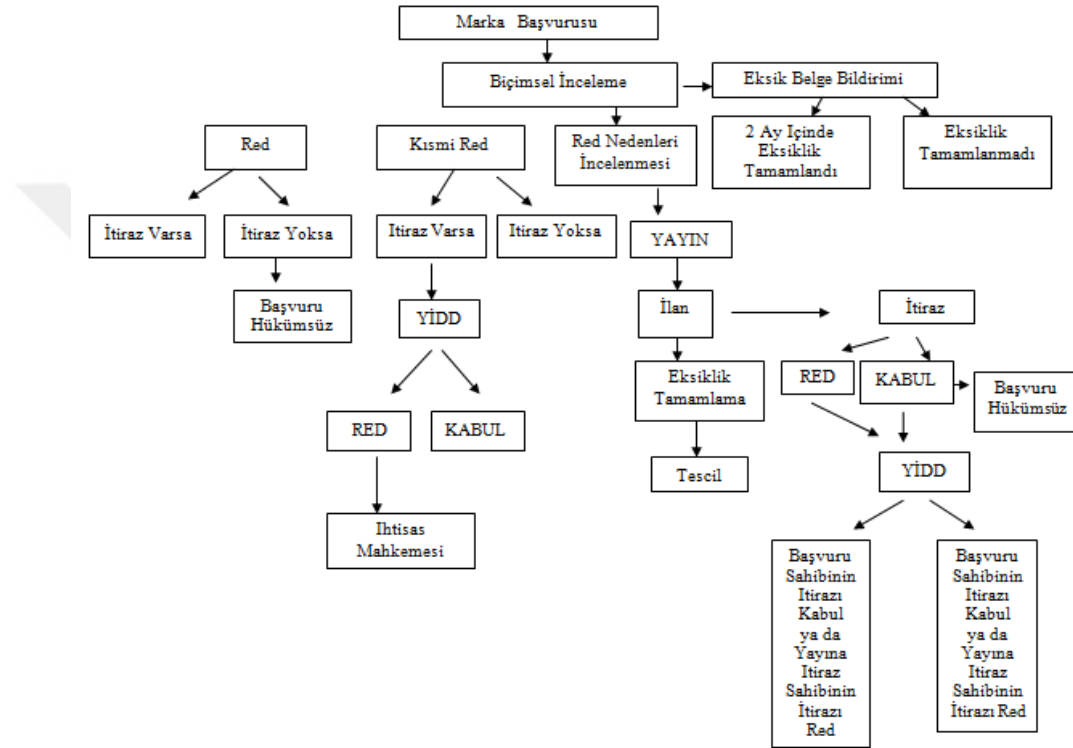 Marka Başvurusu
Biçimsel İnceleme
Eksik Belge Bildirimi
Red
Kısmi Red
Red Nedenleri
İncelenmesi
2 Ay Içinde
Eksiklik
Tamamlandı
Eksiklik
Tamamlanmadı
İtiraz Varsa
İtiraz Yoksa
Itiraz Varsa
Itiraz Yoksa
YAYIN
Başvuru
Hükümsüz
YİDD
İlan
İtiraz
RED
KABUL
Başvuru
Hükümsüz
Eksiklik
Tamamlama
RED
KABUL
Tescil
YİDD
Ihtisas
Mahkemesi
Başvuru
Sahibinin
Itirazı
Kabul
ya da
Yayına
Itiraz
Sahibinin
İtirazı
Red
Başvuru
Sahibinin
Itirazı
Kabul
ya da
Yayına
Itiraz
Sahibinin
İtirazı Red